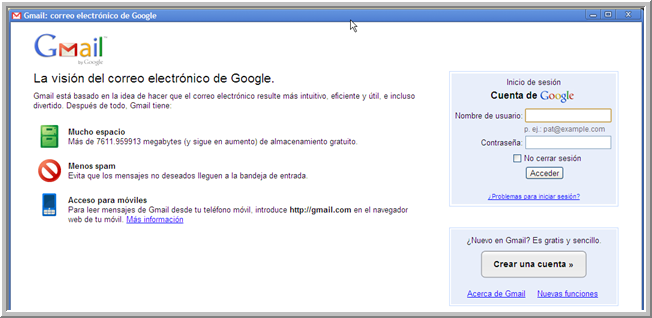 Gmail: correo electrónico de Google
Gmail
by Google
La visión del correo electrónico de Google.
Gmail está basado en la idea de hacer que el correo electrónico resulte más intuitivo, eficiente y útil, e incluso
divertido. Después de todo, Gmail tiene:
Mucho espacio
Más de 7611.959913 megabytes (y sigue en aumento) de almacenamiento gratuito.
Menos spam
Evita que los mensajes no deseados lleguen a la bandeja de entrada.
Acceso para móviles
Para leer mensajes de Gmail desde tu teléfono móvil, introduce http://gmail.com en el navegador
web de tu móvil. Más información
Inicio de sesión
Cuenta de Google
Nombre de usuario:
p. ej.: pat@example.com
Contraseña:
No cerrar sesión
Acceder
¿Problemas para iniciar sesión?
¿Nuevo en Gmail? Es gratis y sencillo.
Crear una cuenta »
Acerca de Gmail Nuevas funciones